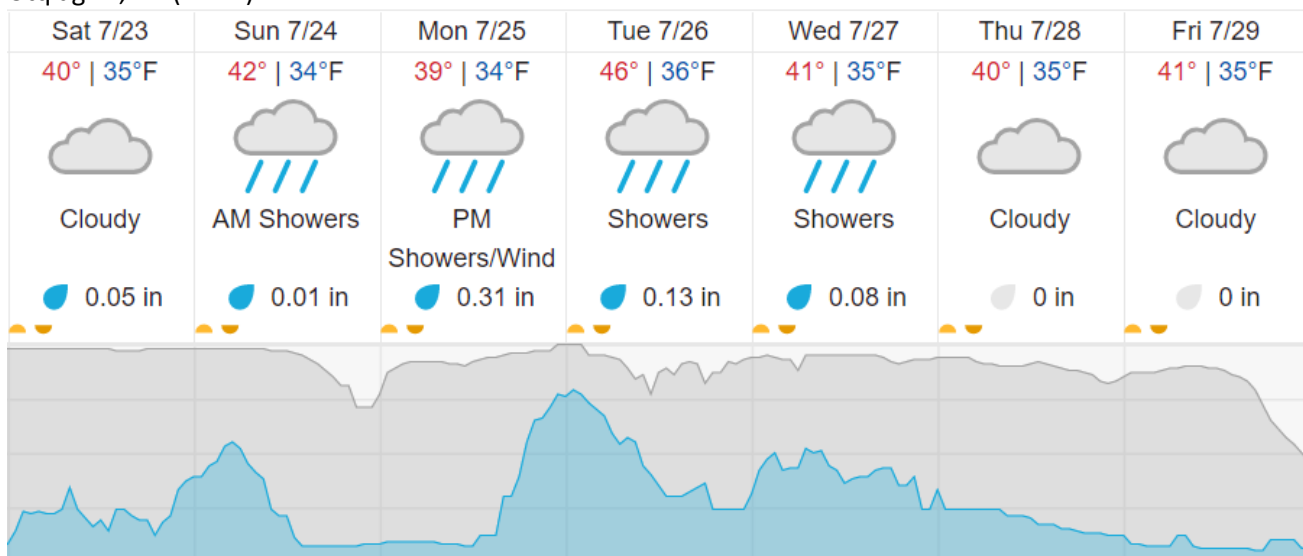 Sat 7/23 Sun 7/24 Mon 7/25 Tue 7/26 Wed 7/27 Thu 7/28 Fri 7/29
40° | 35°F 42° | 34°F 39° | 34°F 46° | 36°F 41° | 35°F 40° | 35°F 41° | 35°F
Cloudy AM Showers PM Showers Showers Cloudy Cloudy
Showers/Wind
0.05 in 0.01 in 0.31 in 0.13 in 0.08 in 0 in 0 in